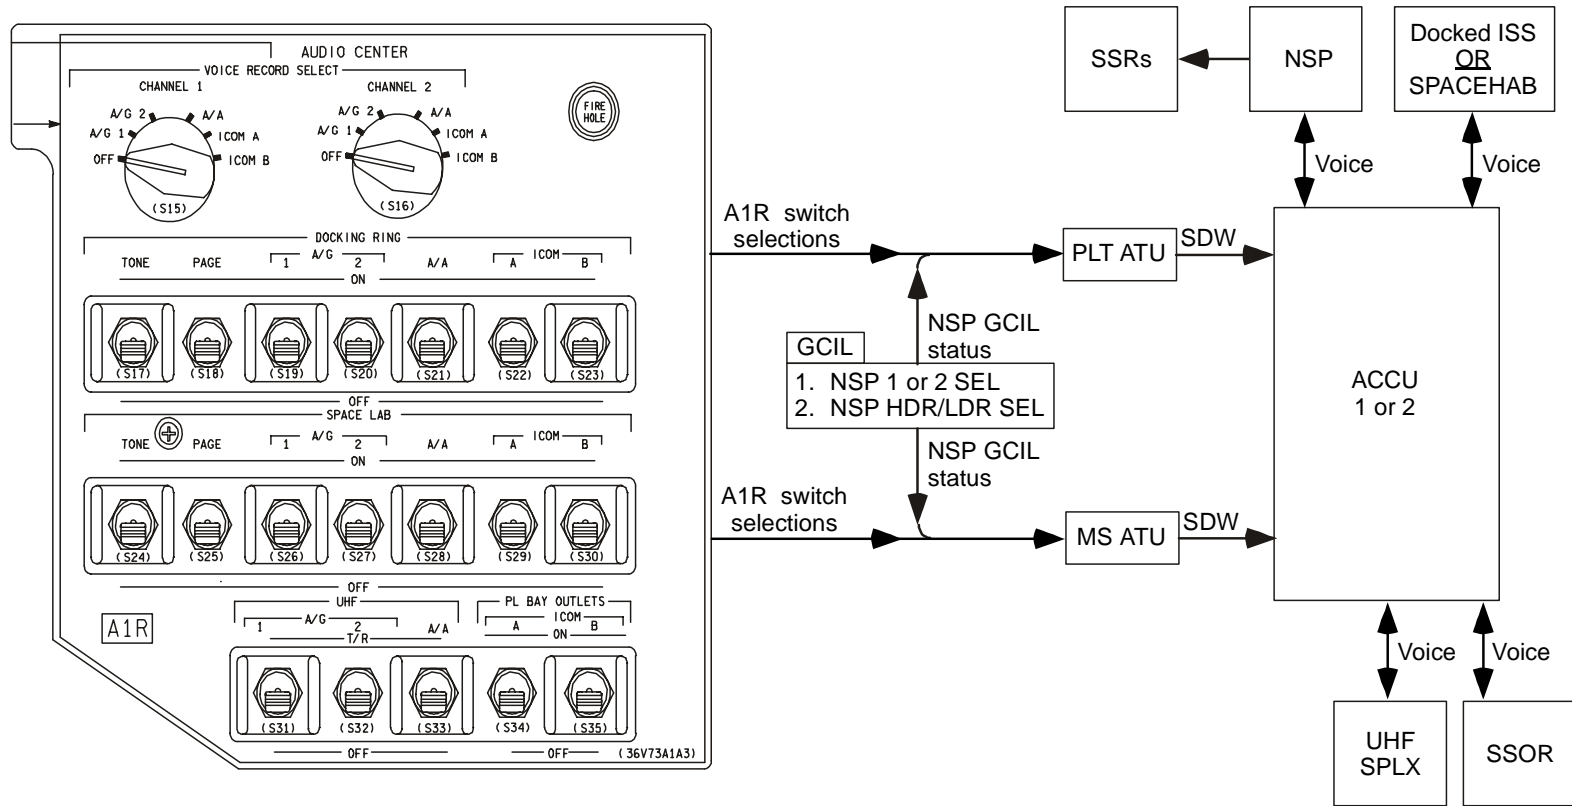 AUDIO CENTER
VOICE RECORD SELECT
CHANNEL 1
CHANNEL 2
A/G 2
A/A
A/G 1
ICOM A
OFF
ICOM B
(S15)
A/G 2
A/A
A/G 1
ICOM A
OFF
ICOM B
(S16)
FIRE
HOLE
DOCKING RING
TONE PAGE A/G A/A ICOM
1 2 A B
ON
(S17) (S18) (S19) (S20) (S21) (S22) (S23)
OFF
SPACE LAB
TONE PAGE A/G A/A ICOM
1 2 A B
ON
(S24) (S25) (S26) (S27) (S28) (S29) (S30)
OFF
UHF
PL BAY OUTLETS
A/G
1 2 A/A
T/R
ICOM
A B
ON
A1R
(S31) (S32) (S33) (S34) (S35)
OFF
OFF
(36V73A1A3)
A1R switch
selections
A1R switch
selections
NSP GCIL
status
GCIL
1. NSP 1 or 2 SEL
2. NSP HDR/LDR SEL
NSP GCIL
status
PLT ATU
SDW
MS ATU
SDW
SSRs
NSP
Docked ISS
OR
SPACEHAB
Voice
Voice
ACCU
1 or 2
Voice
Voice
UHF
SPLX
SSOR